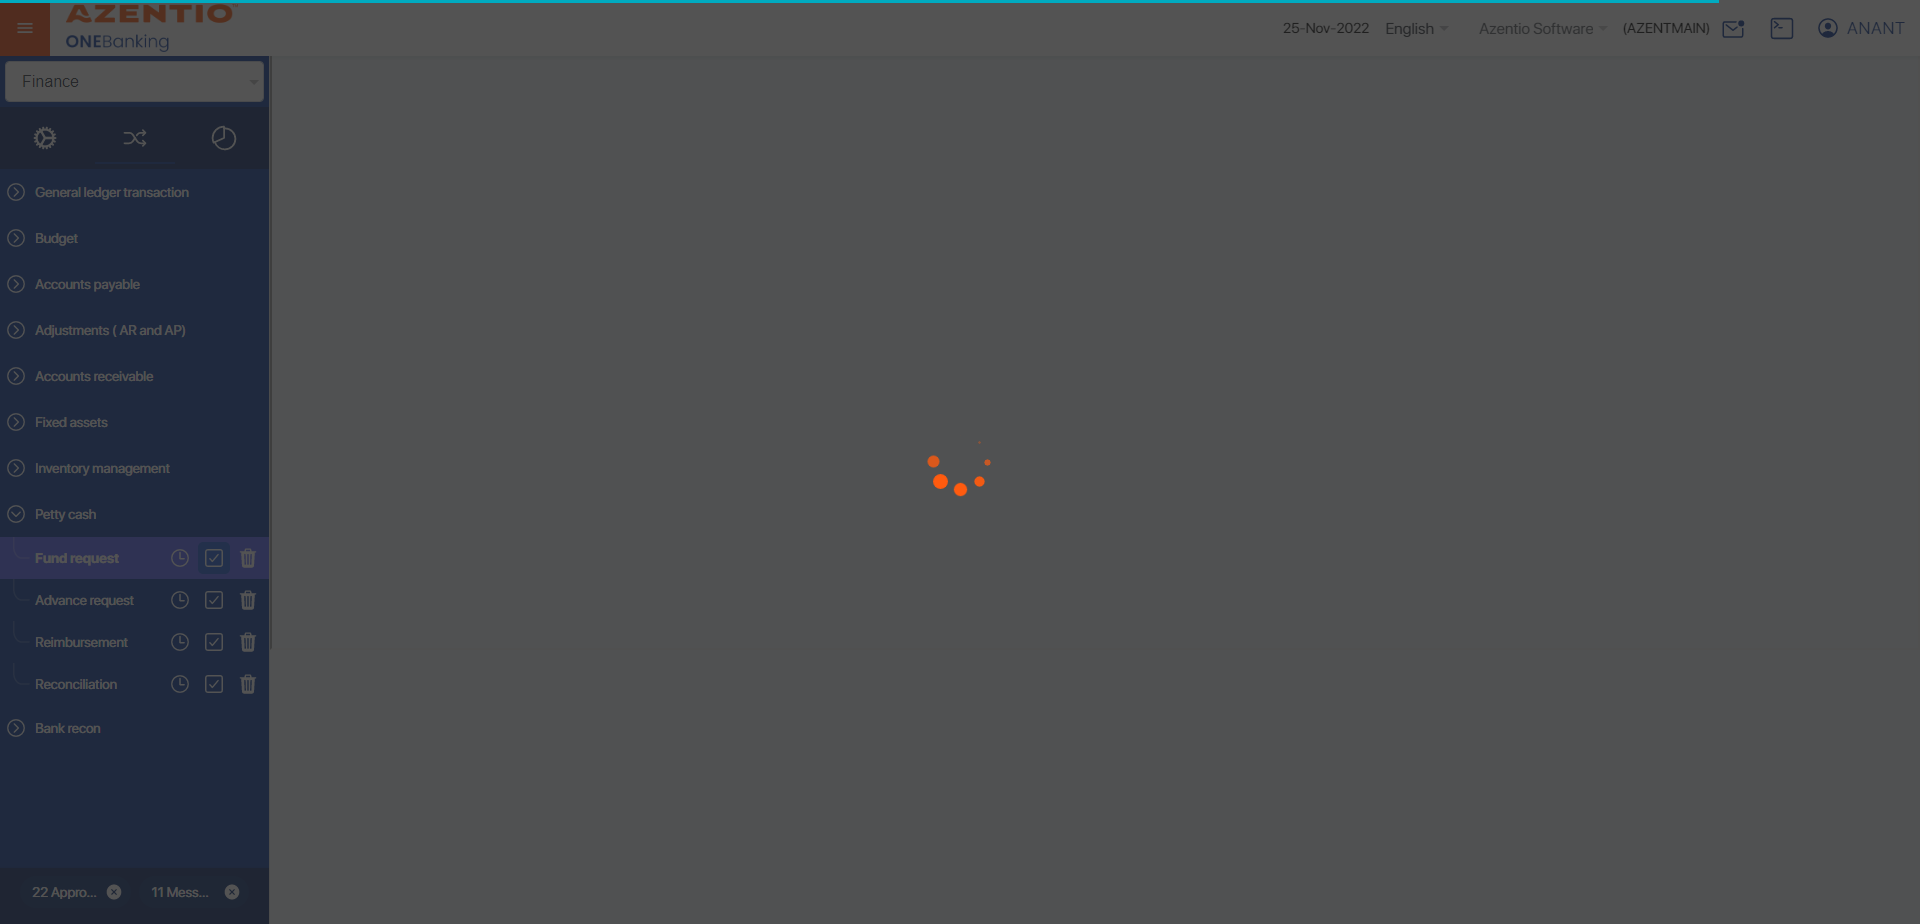 AZENTIO
ONEBanking
25-Nov-2022 English Azentio Software (AZENTMAIN) ANANT
Finance
General ledger transaction
Budget
Accounts payable
Adjustments ( AR and AP)
Accounts receivable
Fixed assets
Inventory management
Petty cash
Fund request
Advance request
Reimbursement
Reconciliation
Bank recon
22 Appro... 11 Mess...